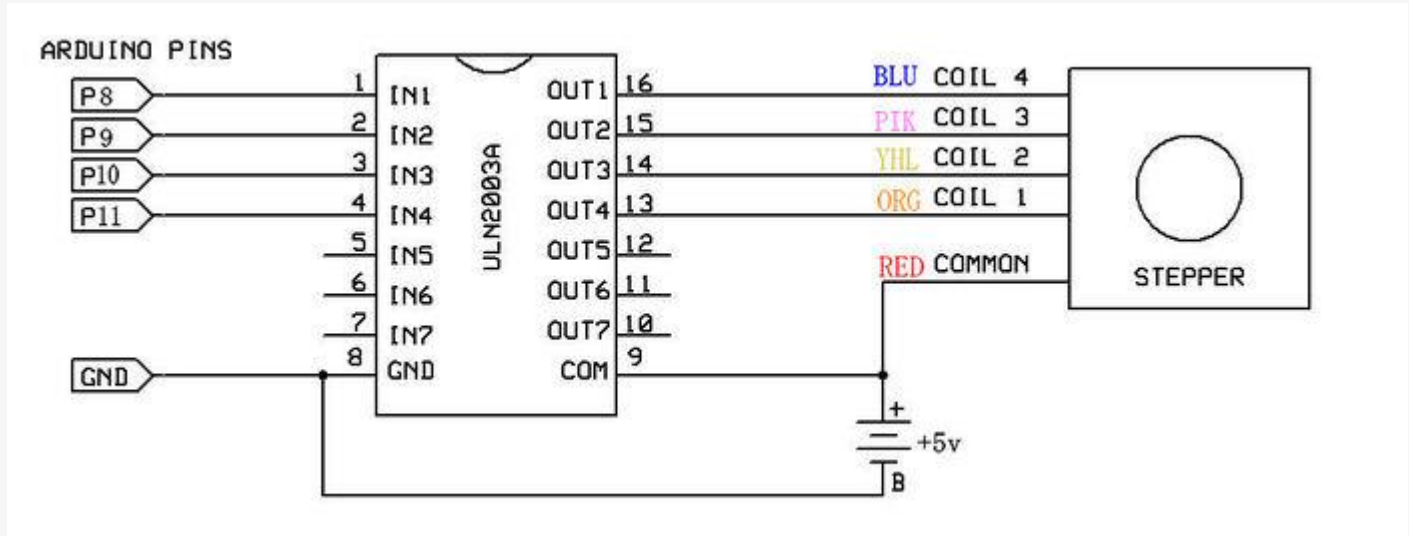 ARDUINO PINS
P8
P9
P10
P11
GND
1
2
3
4
5
6
7
8
IN1
IN2
IN3
IN4
IN5
IN6
IN7
GND
ULN2003A
OUT1
OUT2
OUT3
OUT4
OUT5
OUT6
OUT7
COM
16
15
14
13
12
11
10
9
BLU COIL 4
PIK COIL 3
YHL COIL 2
ORG COIL 1
RED COMMON
STEPPER
+
+5v
B